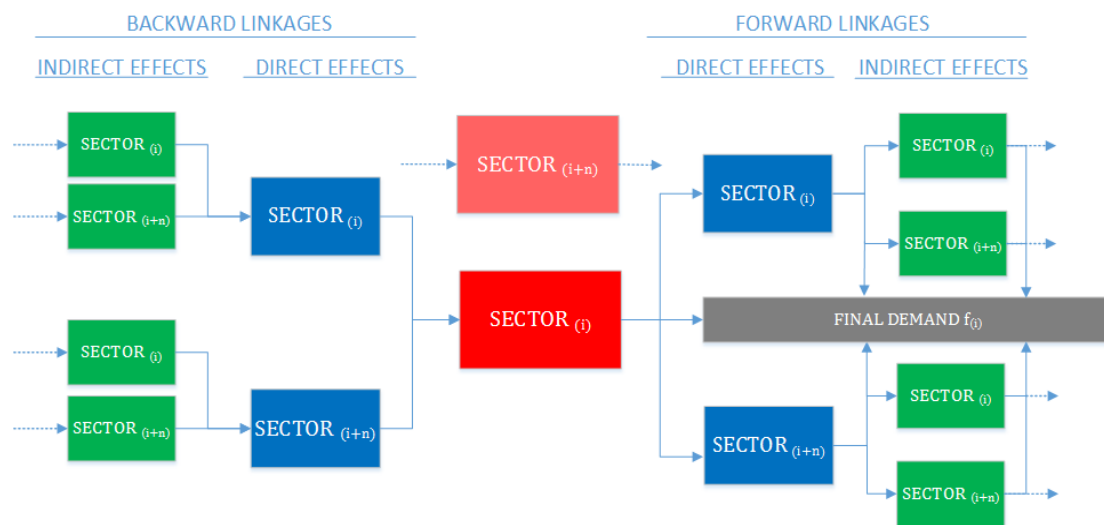 BACKWARD LINKAGES
FORWARD LINKAGES
INDIRECT EFFECTS
DIRECT EFFECTS
DIRECT EFFECTS
INDIRECT EFFECTS
SECTOR (i)
SECTOR (i+n)
SECTOR (i)
SECTOR (i+n)
SECTOR (i)
SECTOR (i+n)
SECTOR (i+n)
SECTOR (i)
SECTOR (i)
SECTOR (i+n)
SECTOR (i)
SECTOR (i+n)
FINAL DEMAND f(i)
SECTOR (i)
SECTOR (i+n)